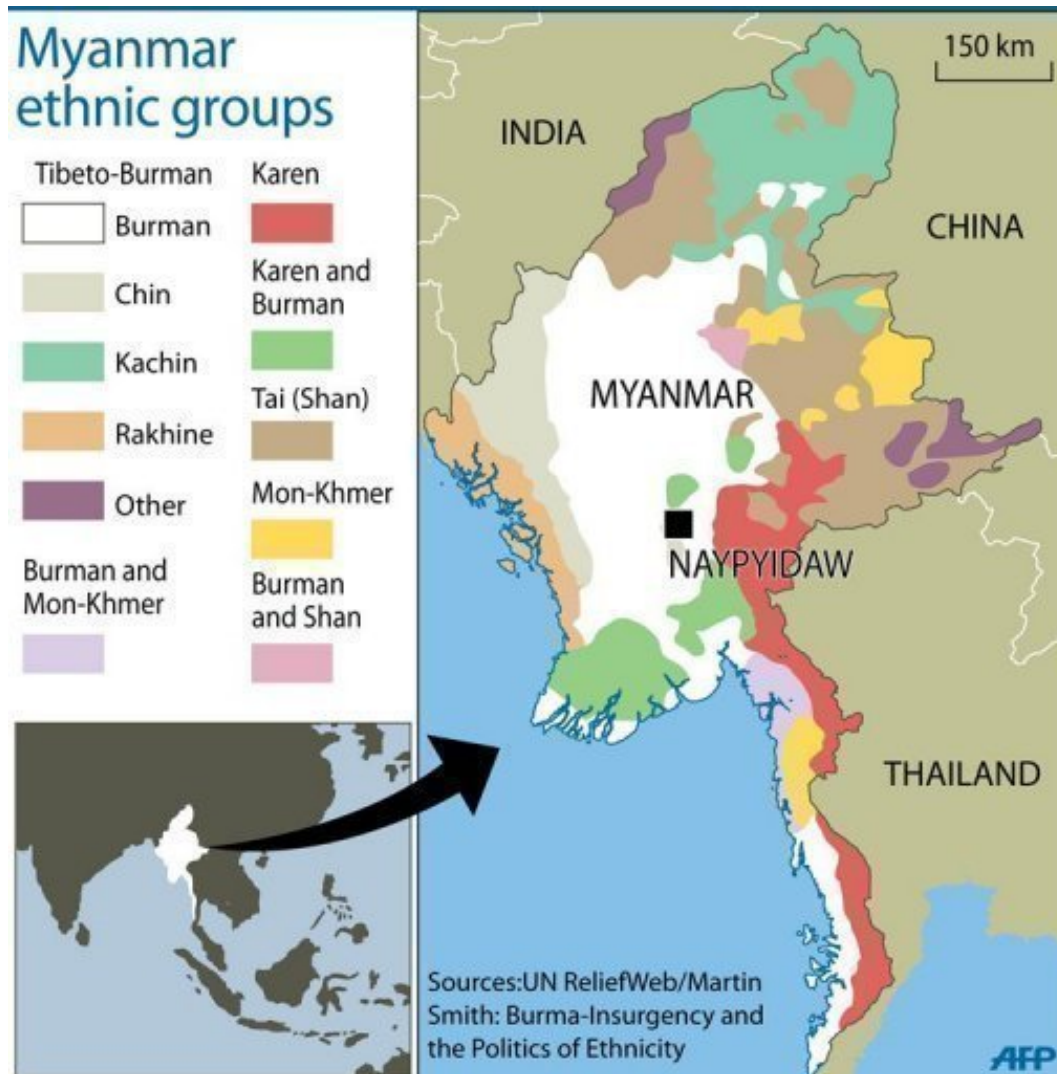 Myanmar
ethnic groups
Tibeto-Burman
Burman
Chin
Kachin
Rakhine
Other
Burman and
Mon-Khmer
Karen
Karen and
Burman
Tai (Shan)
Mon-Khmer
Burman
and Shan
150 km
INDIA
CHINA
MYANMAR
NAYPYIDAW
THAILAND
Sources:UN ReliefWeb/Martin
Smith: Burma-Insurgency and
the Politics of Ethnicity
AFP